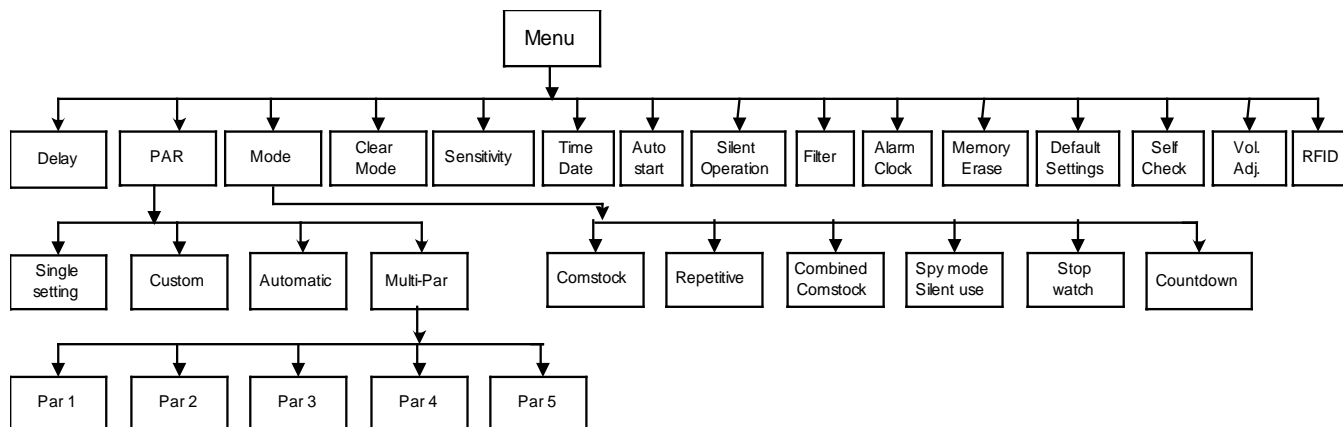 Menu
Delay
PAR
Mode
Clear
Mode
Sensitivity
Time
Date
Auto
start
Silent
Operation
Filter
Alarm
Clock
Memory
Erase
Default
Settings
Self
Check
Vol.
Adj.
RFID
Single
setting
Custom
Automatic
Multi-Par
Comstock
Repetitive
Combined
Comstock
Spy mode
Silent use
Stop
watch
Countdown
Par 1
Par 2
Par 3
Par 4
Par 5